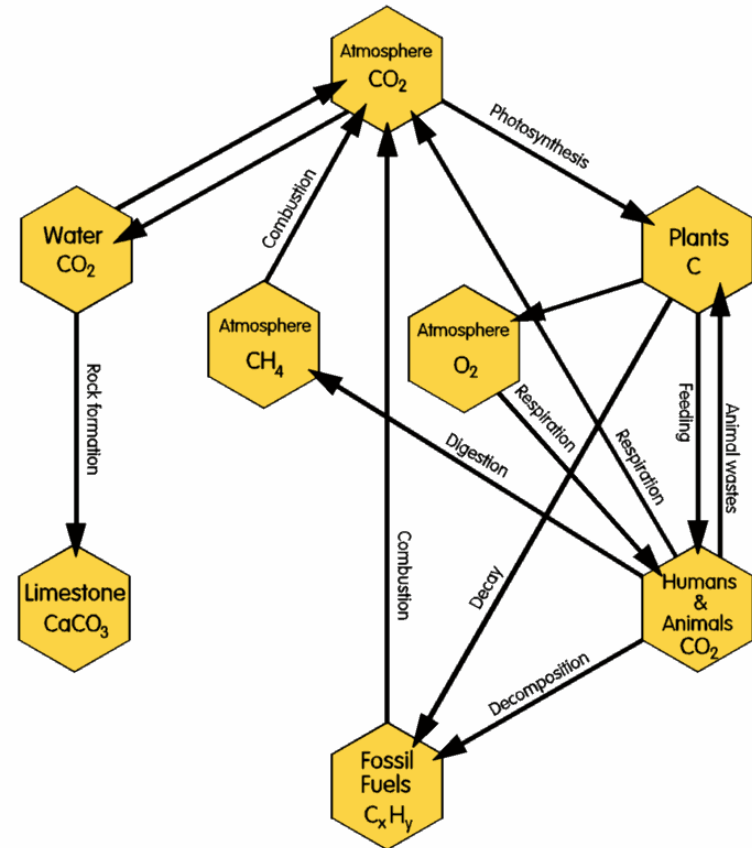 Atmosphere
CO₂
Photosynthesis
Water
CO₂
Combustion
Plants
C
Atmosphere
CH₄
Atmosphere
O₂
Rock formation
Respiration
Feeding
Animal wastes
Digestion
Respiration
Combustion
Decay
Limestone
CaCO₃
Humans
&
Animals
CO₂
Decomposition
Fossil
Fuels
CₓHᵧ